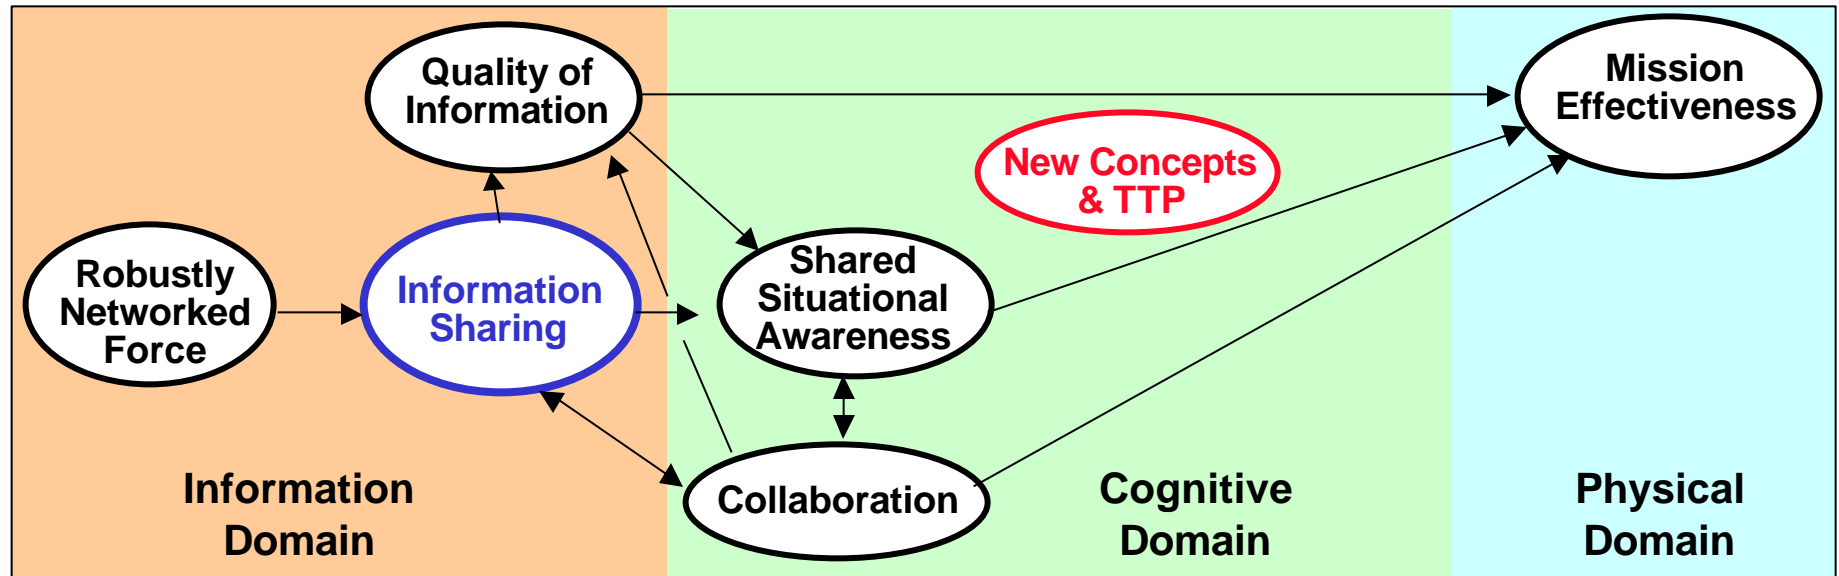 Quality of
Information
Mission
Effectiveness
New Concepts
& TTP
Robustly
Networked
Force
Information
Sharing
Shared
Situational
Awareness
Collaboration
Information
Domain
Cognitive
Domain
Physical
Domain